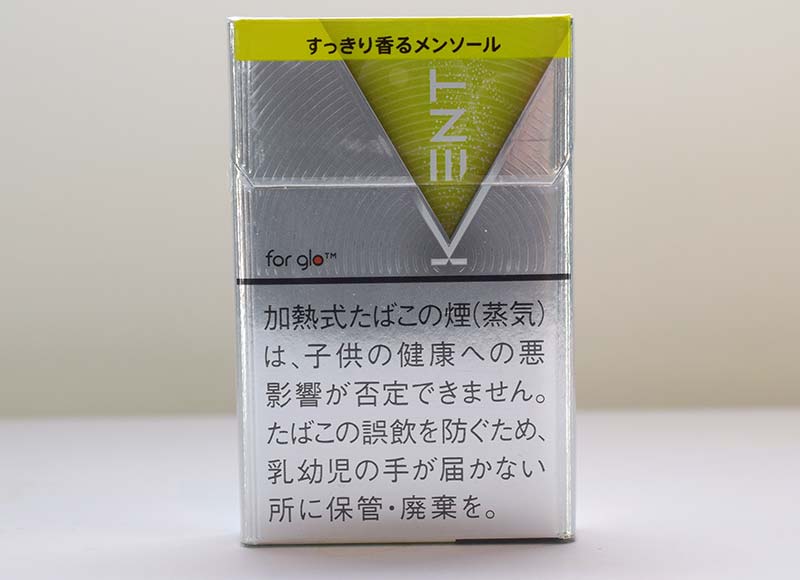 すっきり香るメンソール
KENT
for glo™
加熱式たばこの煙(蒸気)
は、子供の健康への悪
影響が否定できません。
たばこの誤飲を防ぐため、
乳幼児の手が届かない
所に保管・廃棄を。